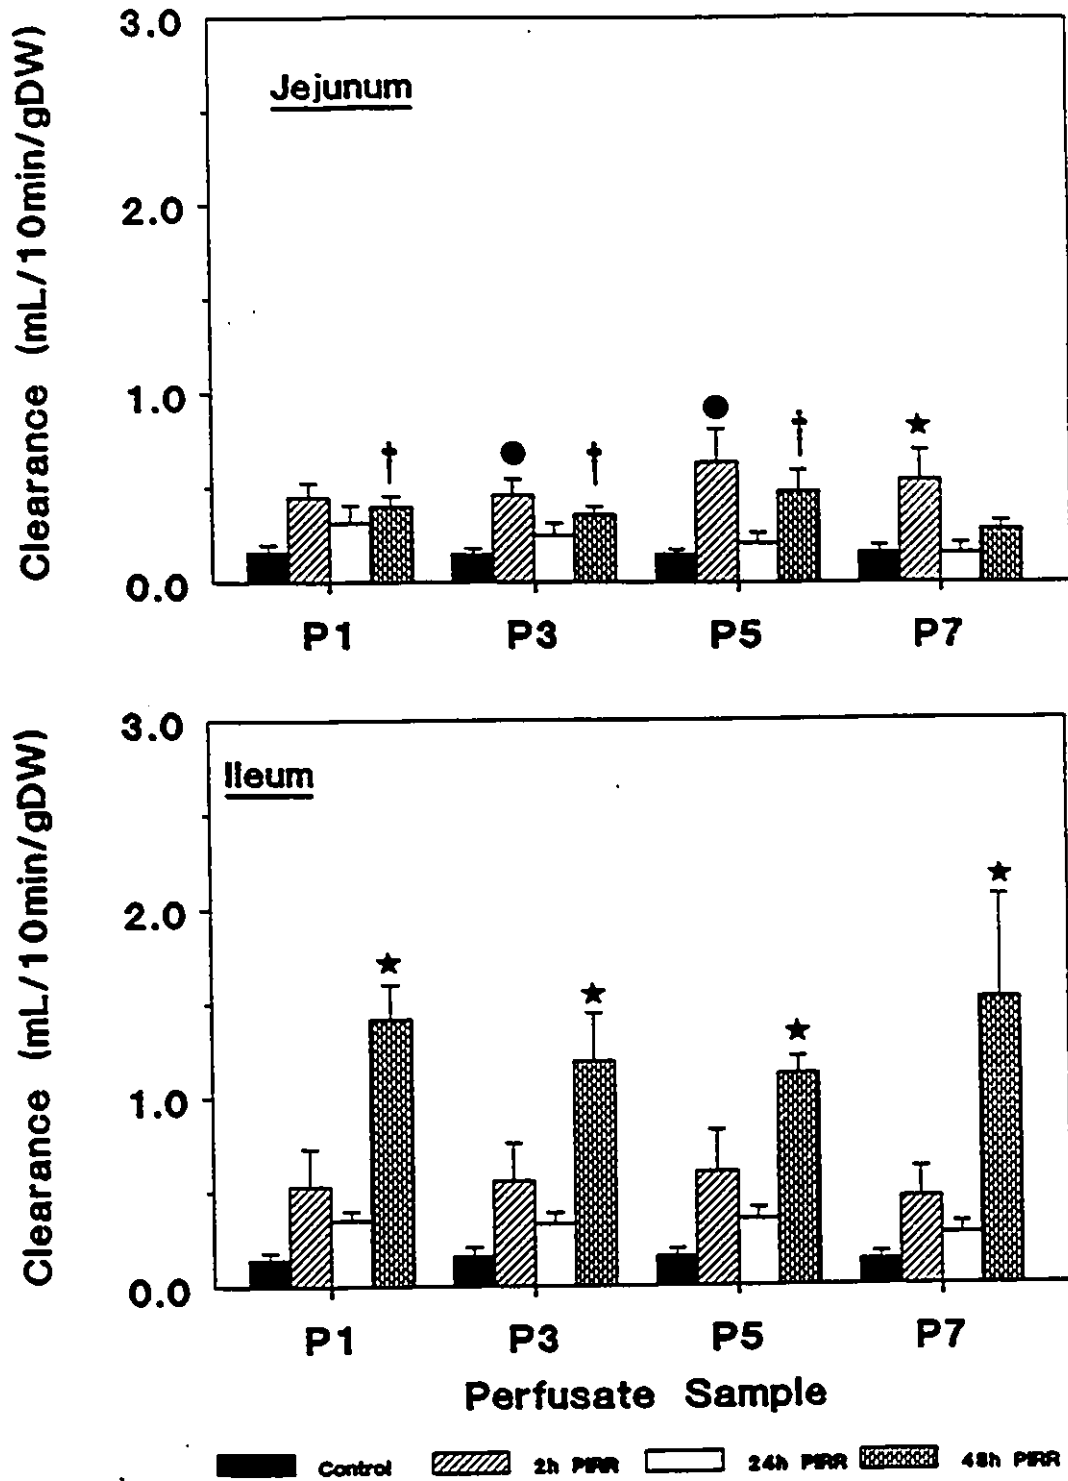 Clearance (mL/10min/gDW)
3.0
2.0
1.0
0.0
Jejunum
†
†
†
P1 P3 P5 P7
Clearance (mL/10min/gDW)
3.0
2.0
1.0
0.0
Ileum
P1 P3 P5 P7
Perfusate Sample
Control 2h PIRR 24h PIRR 48h PIRR